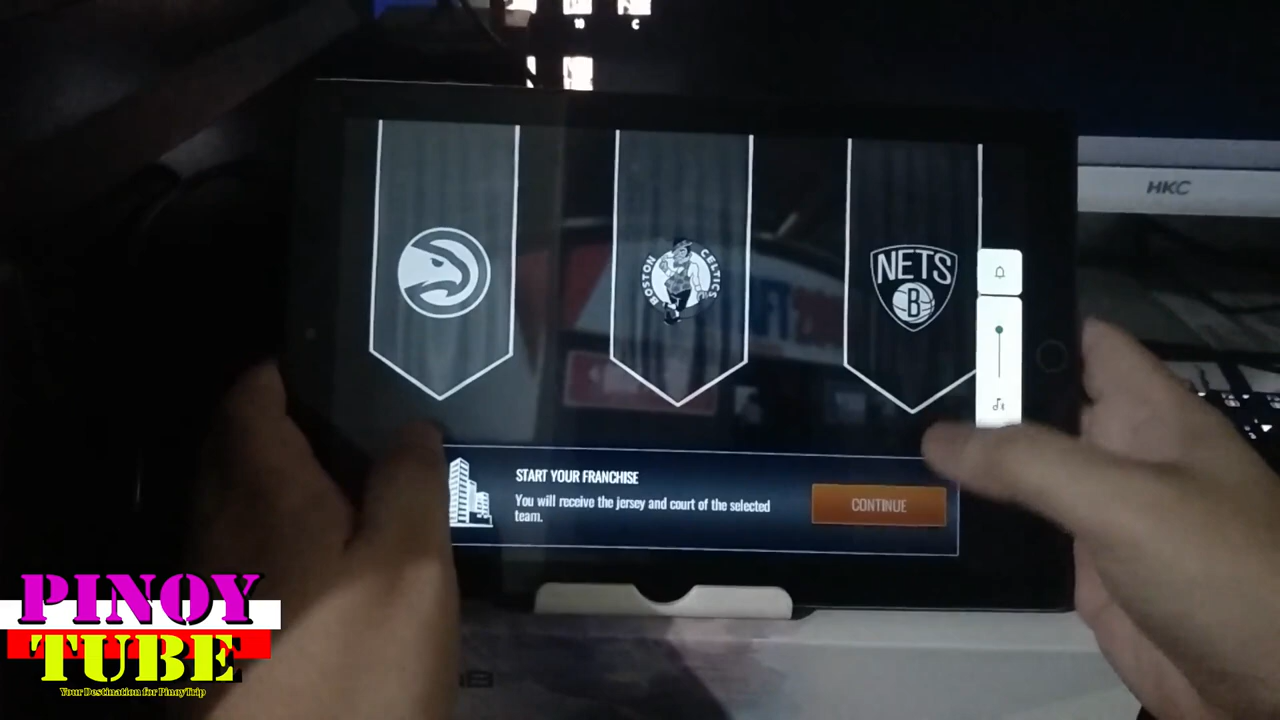 10
C
HKC
BOSTON
CELTICS
NETS
B
START YOUR FRANCHISE
You will receive the jersey and court of the selected
team.
CONTINUE
PINOY
TUBE
Your Destination for PinoyTrip